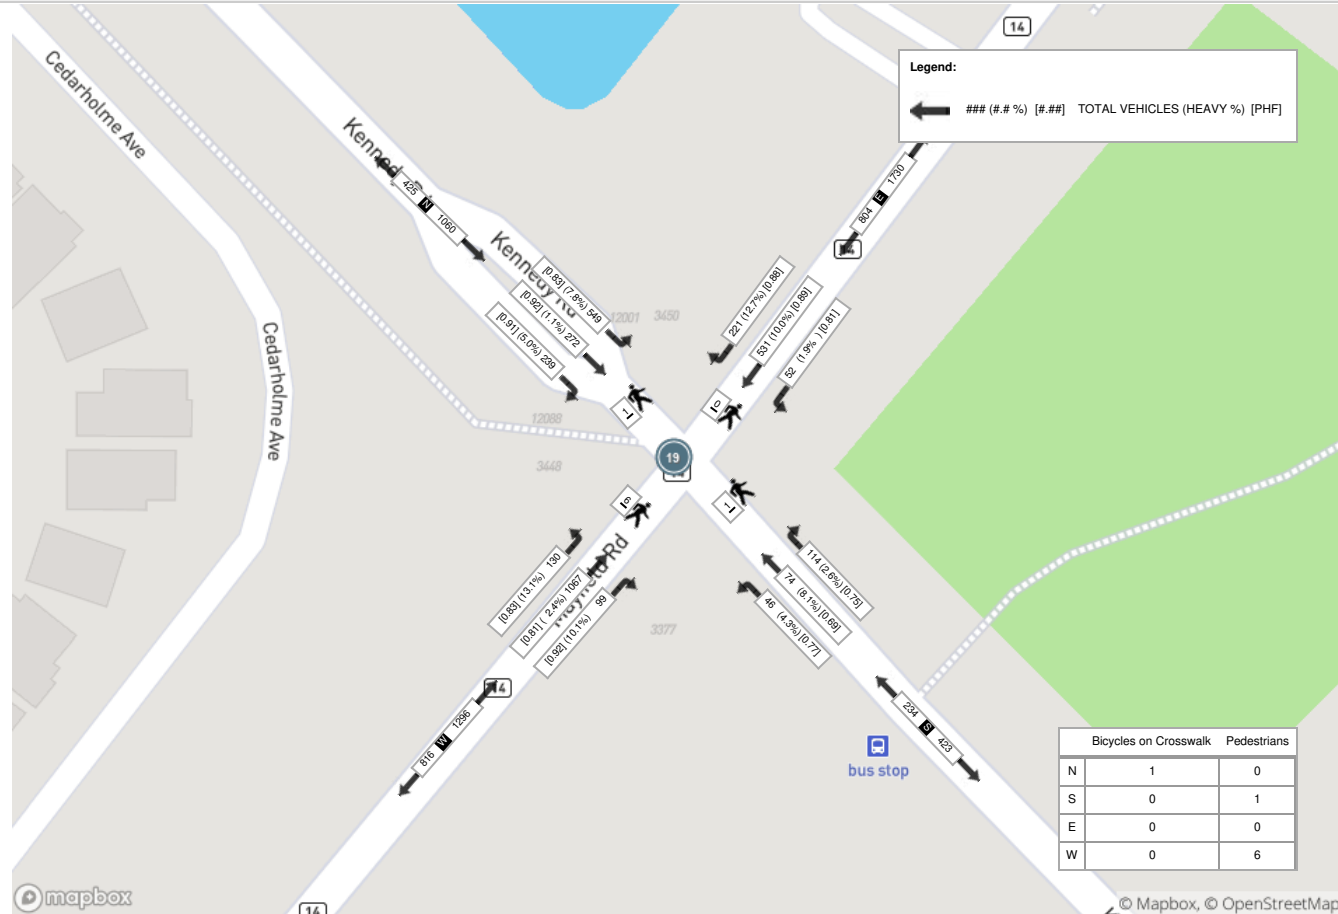 14
Legend:
### (#.# %) [#.##] TOTAL VEHICLES (HEAVY %) [PHF]
Cedarholme Ave
425 N 1060
804 E 1730
Kennedy Rd
[0.83] (7.8%) 549
[0.92] (1.1%) 272
[0.91] (5.0%) 239
221 (12.7%) [0.88]
531 (10.0%) [0.89]
52 (1.9% ) [0.81]
12001
3450
Cedarholme Ave
1
0
12088
3448
19
6
1
[0.83] (13.1%) 130
[0.81] ( 2.4%) 1067
[0.92] (10.1%) 99
114 (2.6%) [0.75]
74 (8.1%) [0.69]
46 (4.3%) [0.77]
3377
816 W 1296
234 S 423
bus stop
Bicycles on Crosswalk Pedestrians
N 1 0
S 0 1
E 0 0
W 0 6
mapbox
14
© Mapbox, © OpenStreetMap